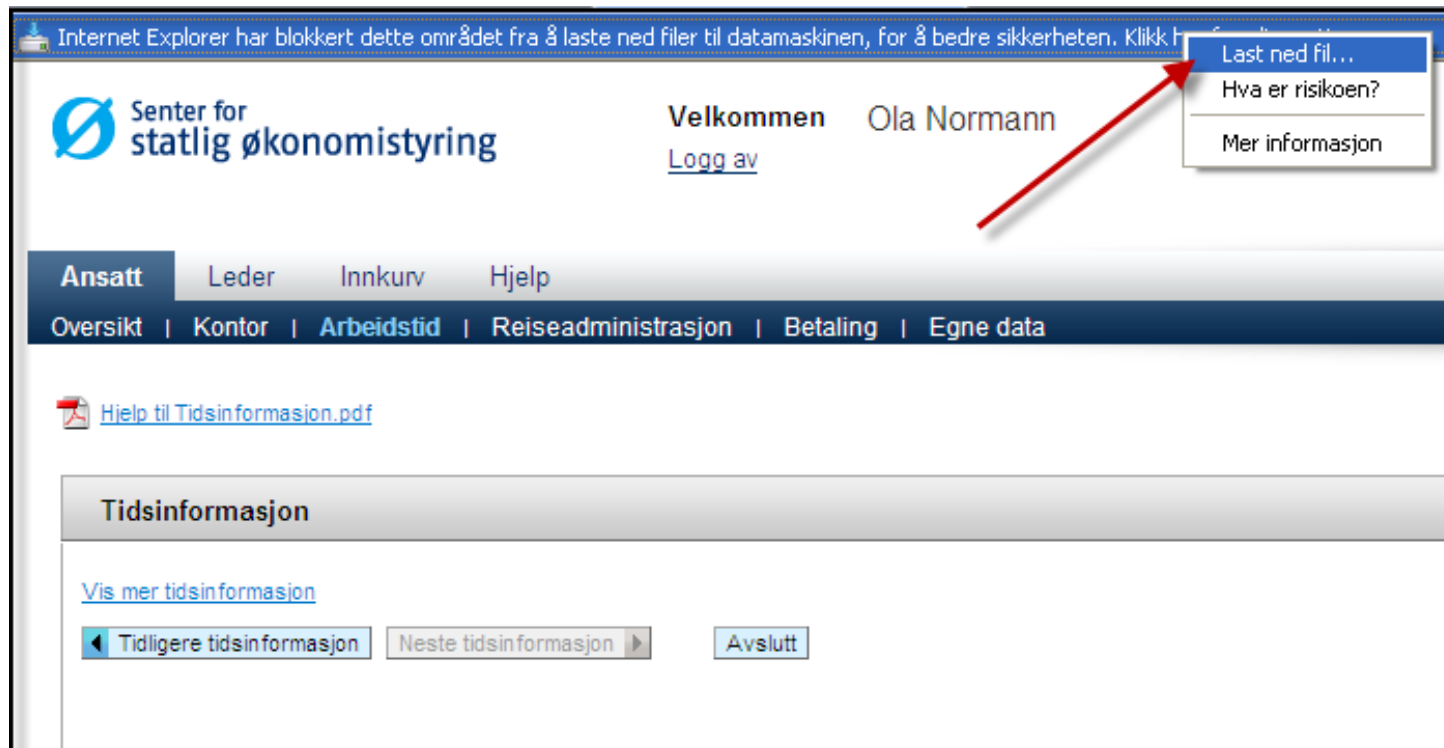 Internet Explorer har blokkert dette området fra å laste ned filer til datamaskinen, for å bedre sikkerheten. Klikk
Last ned fil...
Hva er risikoen?
Mer informasjon
Senter for
statlig økonomistyring
Velkommen Ola Normann
Logg av
Ansatt Leder Innkurv Hjelp
Oversikt | Kontor | Arbeidstid | Reiseadministrasjon | Betaling | Egne data
Hjelp til Tidsinformasjon.pdf
Tidsinformasjon
Vis mer tidsinformasjon
Tidligere tidsinformasjon Neste tidsinformasjon Avslutt